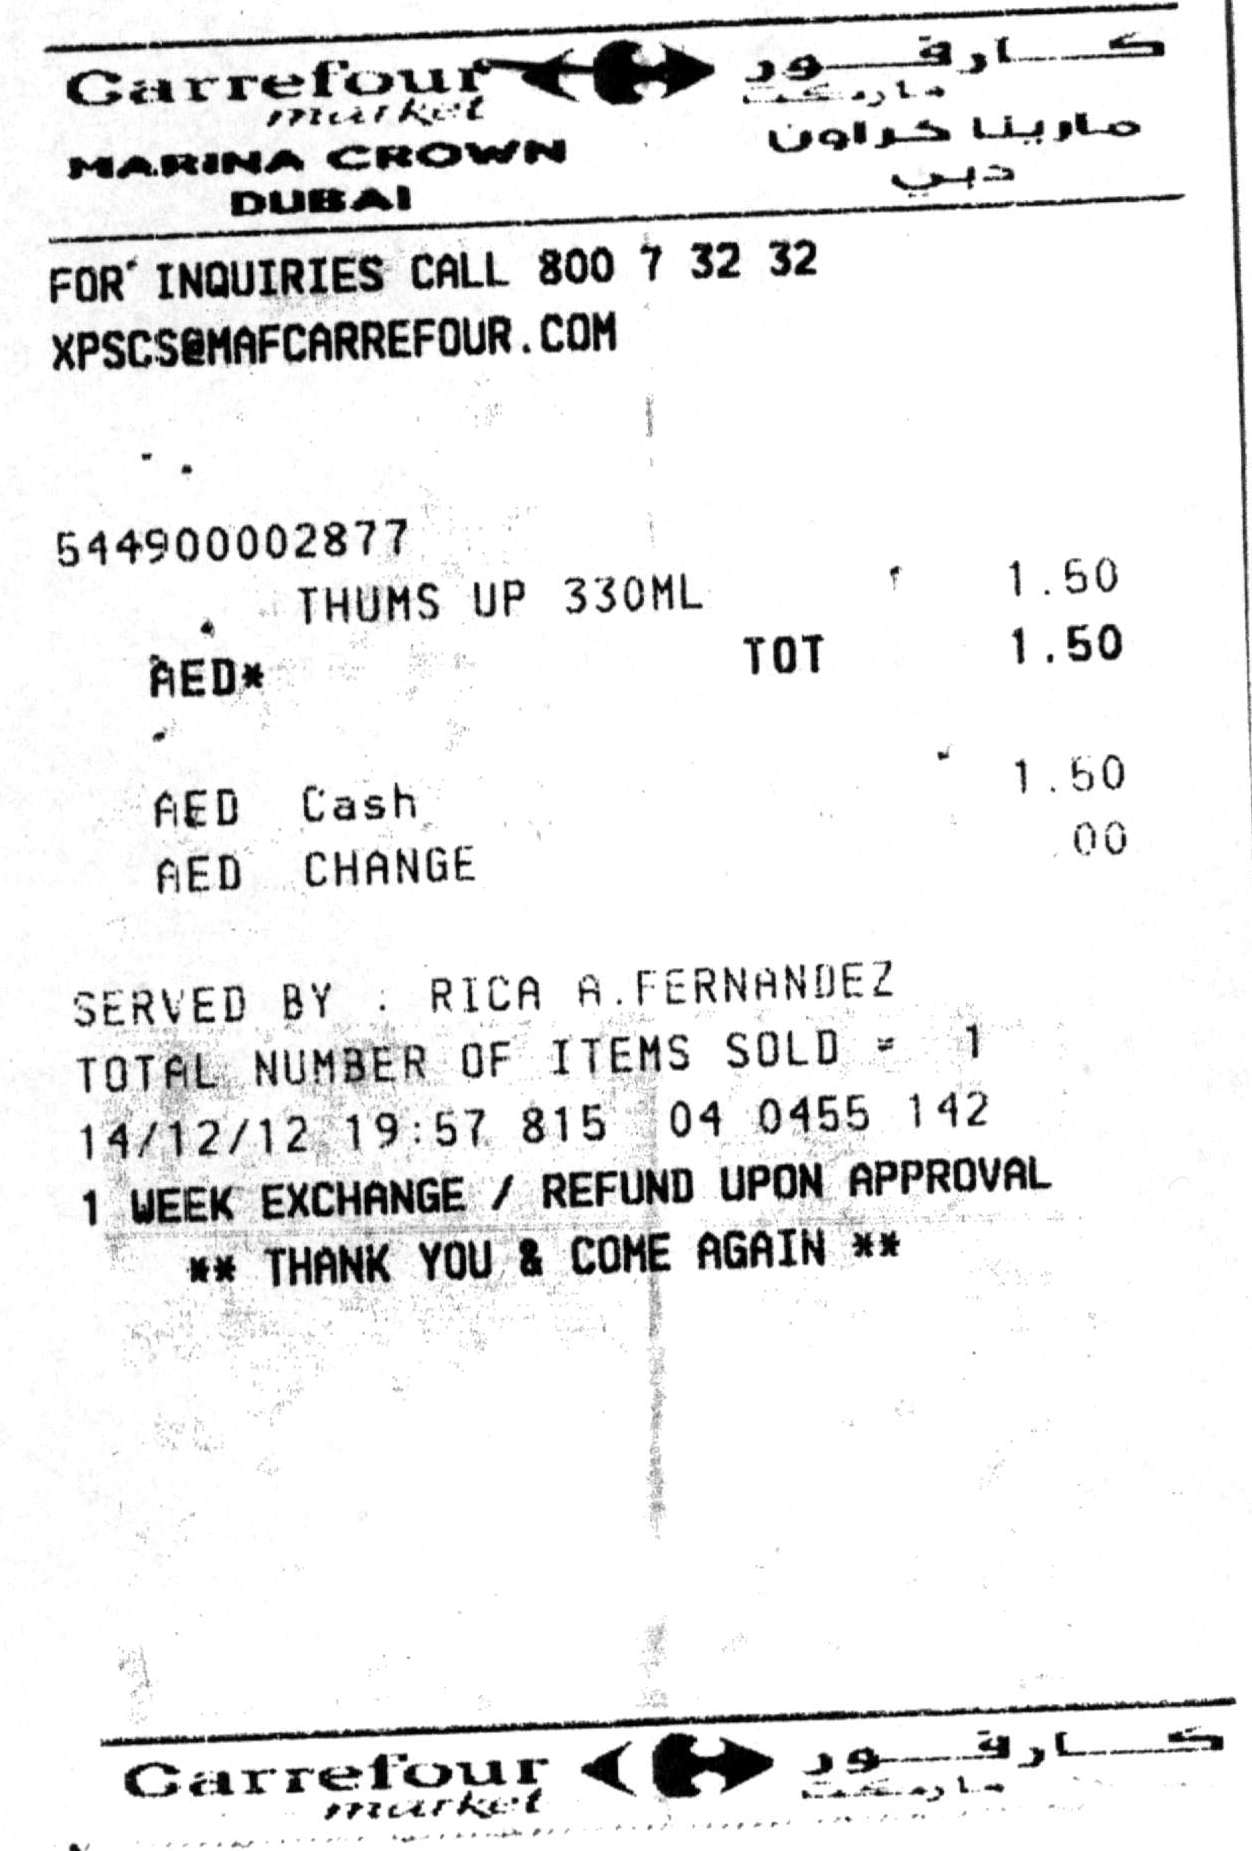 Carrefour كارفور
market ماركت
MARINA CROWN مارينا كراون
DUBAI دبي
FOR INQUIRIES CALL 800 7 32 32
XPSCS@MAFCARREFOUR.COM
544900002877
THUMS UP 330ML 1.50
AED* TOT 1.50
AED Cash 1.50
AED CHANGE .00
SERVED BY : RICA A.FERNANDEZ
TOTAL NUMBER OF ITEMS SOLD = 1
14/12/12 19:57 815 04 0455 142
1 WEEK EXCHANGE / REFUND UPON APPROVAL
** THANK YOU & COME AGAIN **
Carrefour كارفور
market ماركت